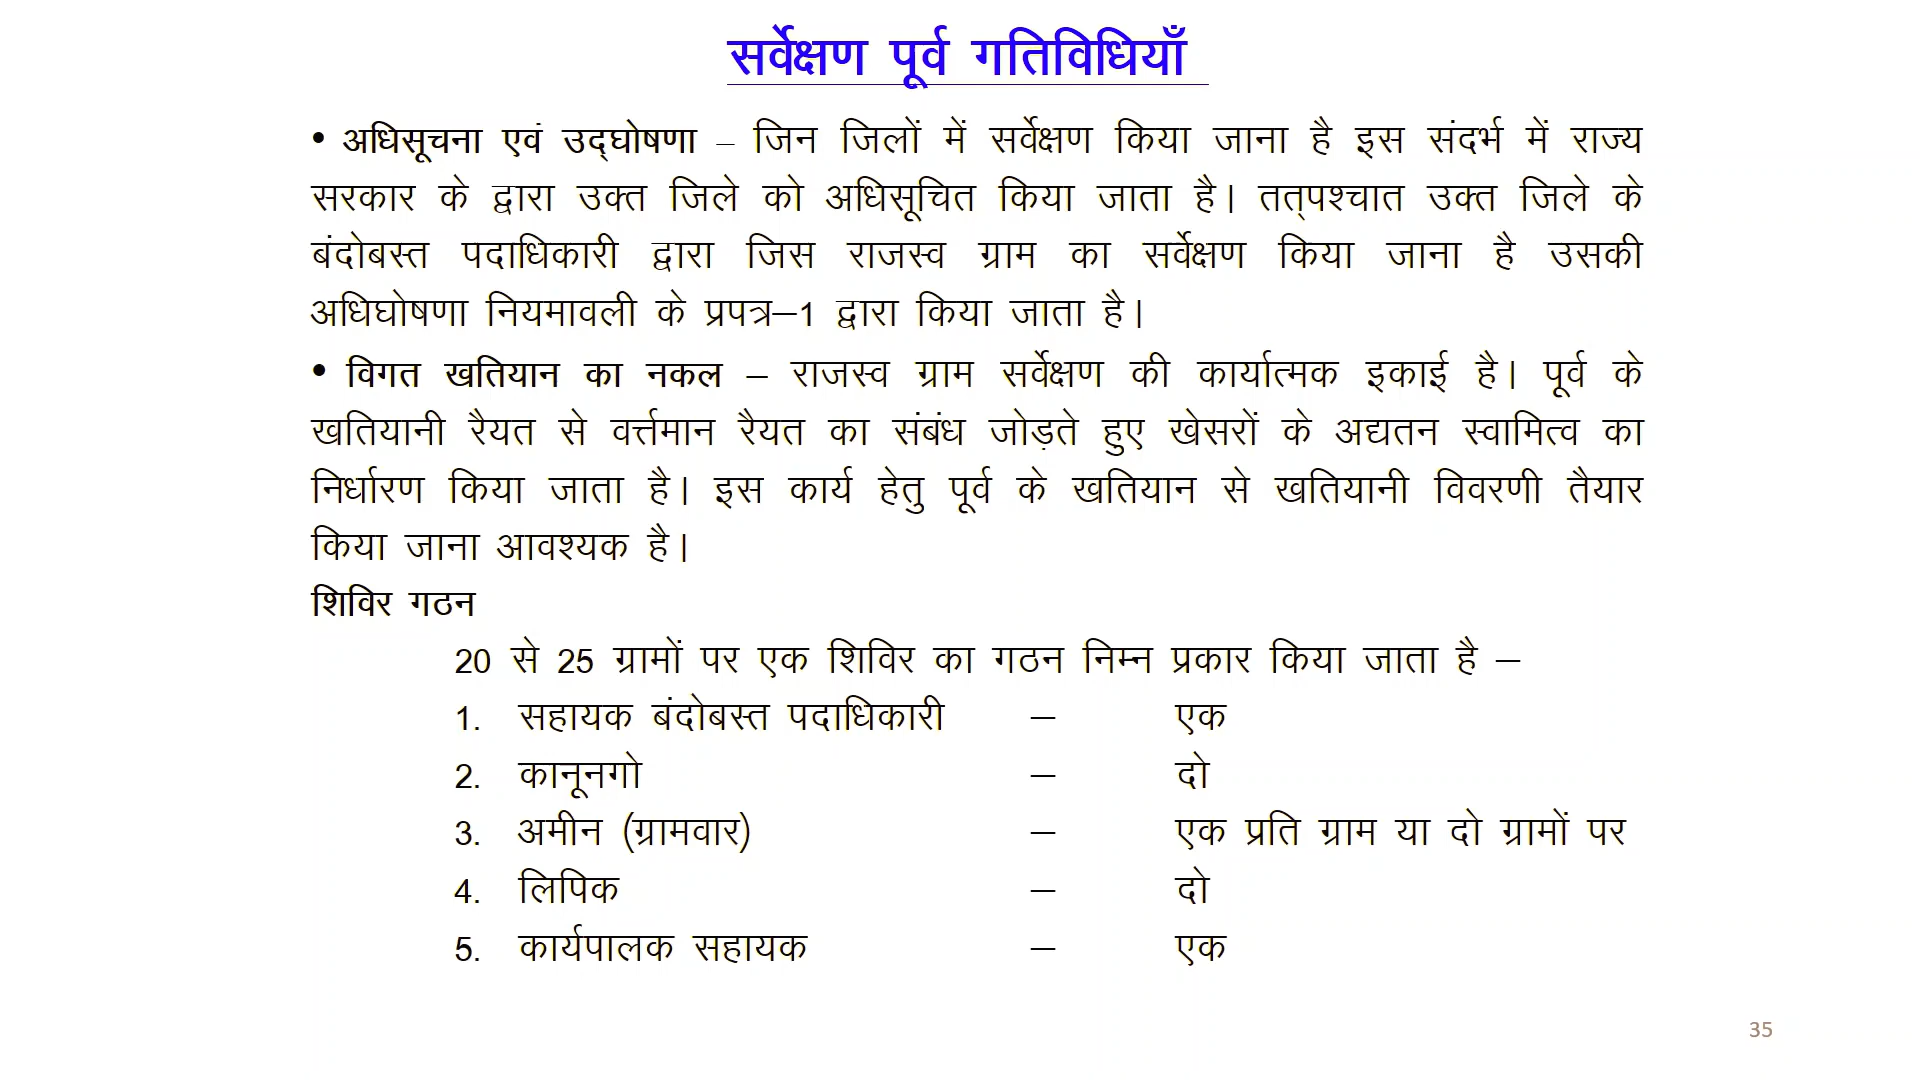 सर्वेक्षण पूर्व गतिविधियाँ
• अधिसूचना एवं उद्घोषणा – जिन जिलों में सर्वेक्षण किया जाना है इस संदर्भ में राज्य
सरकार के द्वारा उक्त जिले को अधिसूचित किया जाता है। तत्पश्चात उक्त जिले के
बंदोबस्त पदाधिकारी द्वारा जिस राजस्व ग्राम का सर्वेक्षण किया जाना है उसकी
अधिघोषणा नियमावली के प्रपत्र–1 द्वारा किया जाता है।
• विगत खतियान का नकल – राजस्व ग्राम सर्वेक्षण की कार्यात्मक इकाई है। पूर्व के
खतियानी रैयत से वर्त्तमान रैयत का संबंध जोड़ते हुए खेसरों के अद्यतन स्वामित्व का
निर्धारण किया जाता है। इस कार्य हेतु पूर्व के खतियान से खतियानी विवरणी तैयार
किया जाना आवश्यक है।
शिविर गठन
20 से 25 ग्रामों पर एक शिविर का गठन निम्न प्रकार किया जाता है –
1. सहायक बंदोबस्त पदाधिकारी – एक
2. कानूनगो – दो
3. अमीन (ग्रामवार) – एक प्रति ग्राम या दो ग्रामों पर
4. लिपिक – दो
5. कार्यपालक सहायक – एक
35